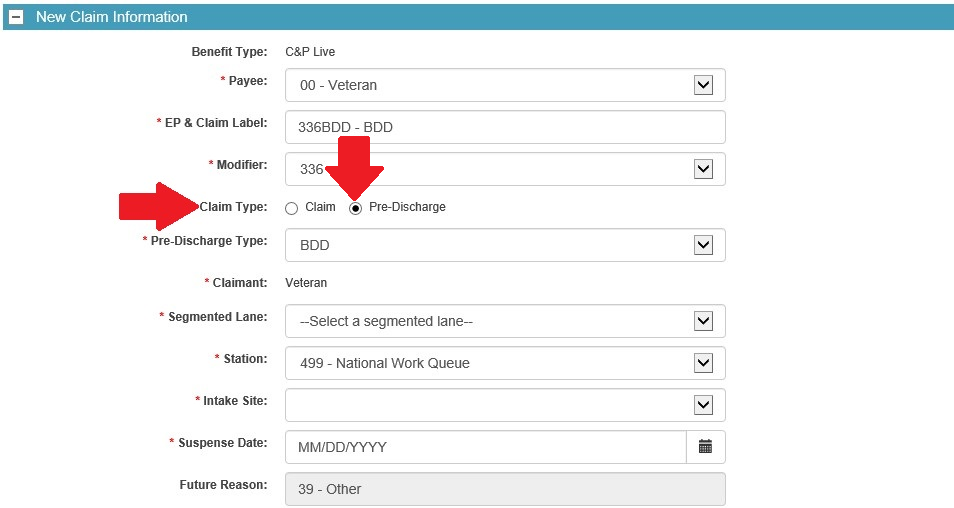 New Claim Information
Benefit Type: C&P Live
* Payee: 00 - Veteran
* EP & Claim Label: 336BDD - BDD
* Modifier: 336
Claim Type: Claim Pre-Discharge
* Pre-Discharge Type: BDD
* Claimant: Veteran
* Segmented Lane: --Select a segmented lane--
* Station: 499 - National Work Queue
* Intake Site:
* Suspense Date: MM/DD/YYYY
Future Reason: 39 - Other